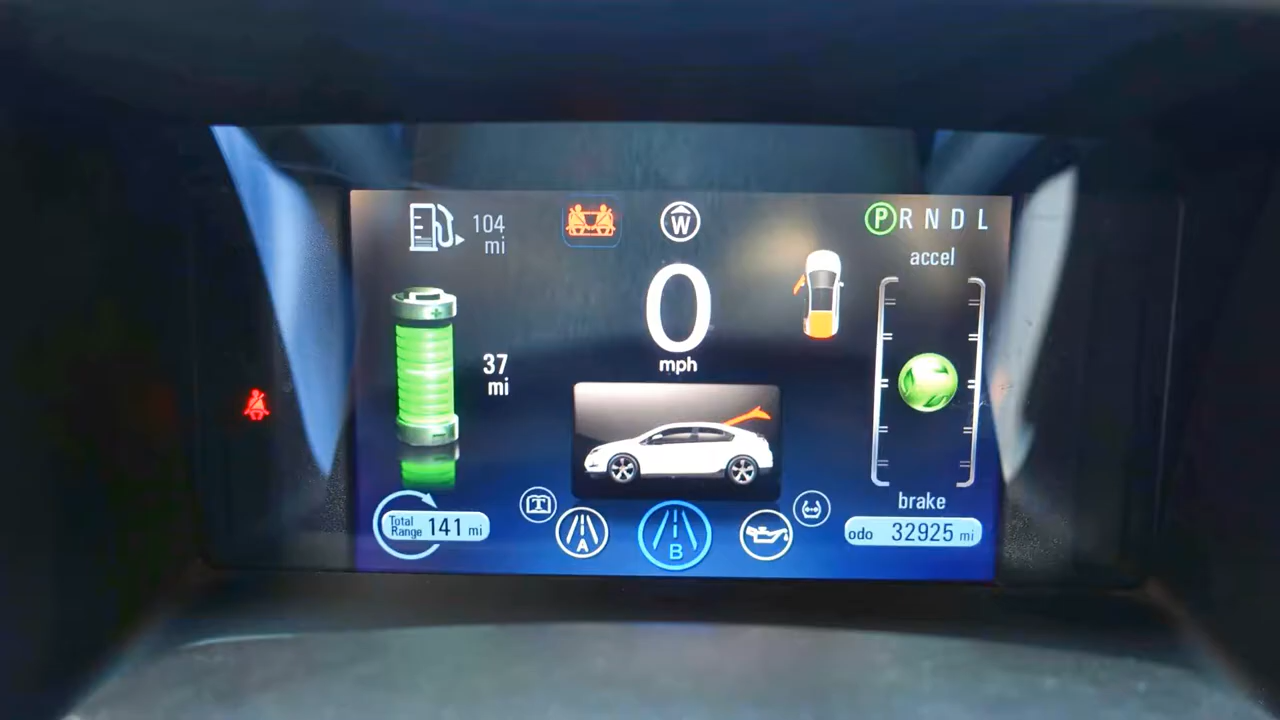 104
mi
W
P R N D L
accel
0
mph
37
mi
brake
Total
Range 141 mi
A
B
odo 32925 mi